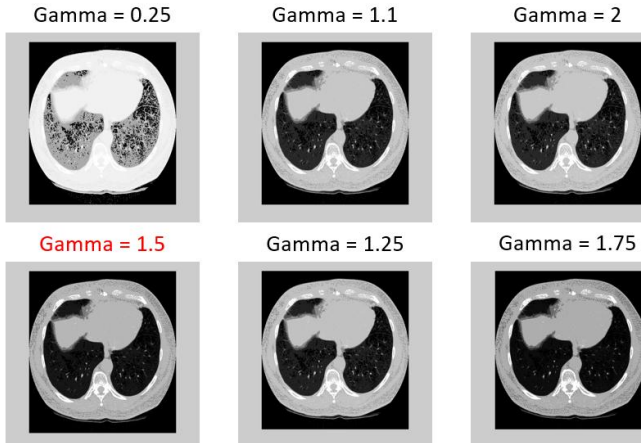 Gamma = 0.25
Gamma = 1.1
Gamma = 2
Gamma = 1.5
Gamma = 1.25
Gamma = 1.75